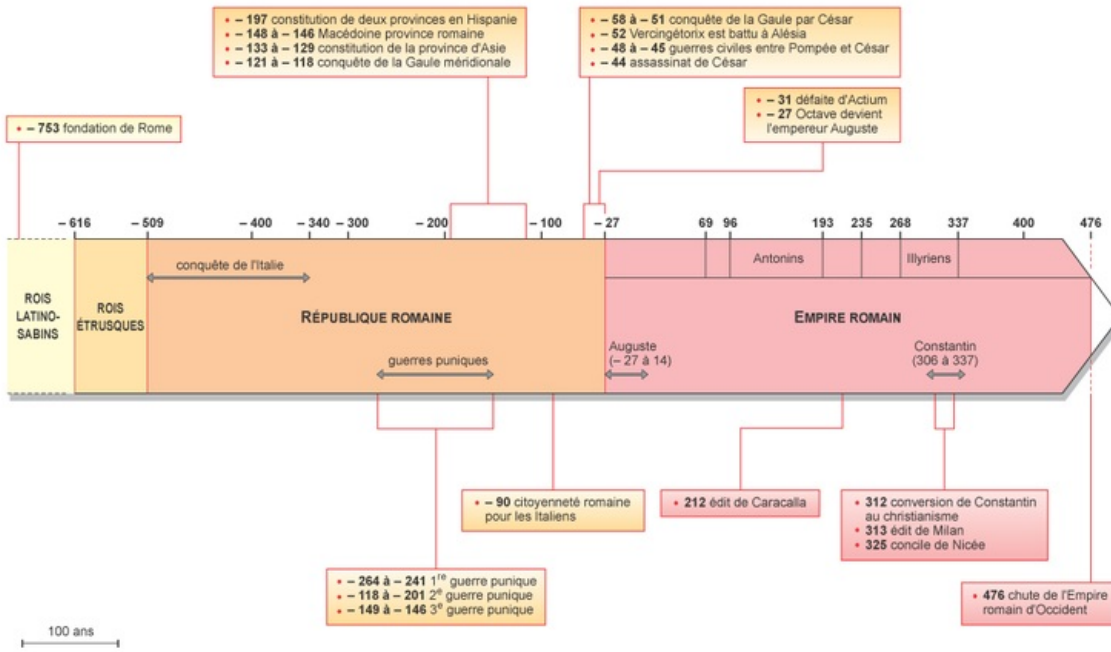 • – 197 constitution de deux provinces en Hispanie
• – 148 à – 146 Macédoine province romaine
• – 133 à – 129 constitution de la province d'Asie
• – 121 à – 118 conquête de la Gaule méridionale
• – 58 à – 51 conquête de la Gaule par César
• – 52 Vercingétorix est battu à Alésia
• – 48 à – 45 guerres civiles entre Pompée et César
• – 44 assassinat de César
• – 31 défaite d'Actium
• – 27 Octave devient
l'empereur Auguste
• – 753 fondation de Rome
– 616 – 509 – 400 – 340 – 300 – 200 – 100 – 27 69 96 193 235 268 337 400 476
conquête de l'Italie
Antonins
Illyriens
ROIS
LATINO-
SABINS
ROIS
ÉTRUSQUES
RÉPUBLIQUE ROMAINE
EMPIRE ROMAIN
guerres puniques
Auguste
(– 27 à 14)
Constantin
(306 à 337)
• – 90 citoyenneté romaine
pour les Italiens
• 212 édit de Caracalla
• 312 conversion de Constantin
au christianisme
• 313 édit de Milan
• 325 concile de Nicée
• – 264 à – 241 1re guerre punique
• – 118 à – 201 2e guerre punique
• – 149 à – 146 3e guerre punique
• 476 chute de l'Empire
romain d'Occident
100 ans